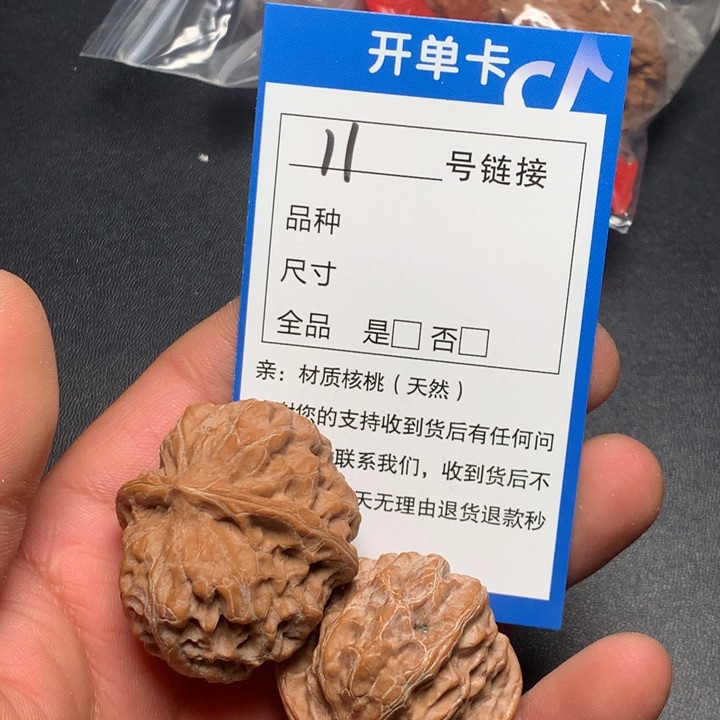 开单卡
11 号链接
品种
尺寸
全品 是□ 否□
亲：材质核桃（天然）
您的支持收到货后有任何问
联系我们，收到货后不
天无理由退货退款秒